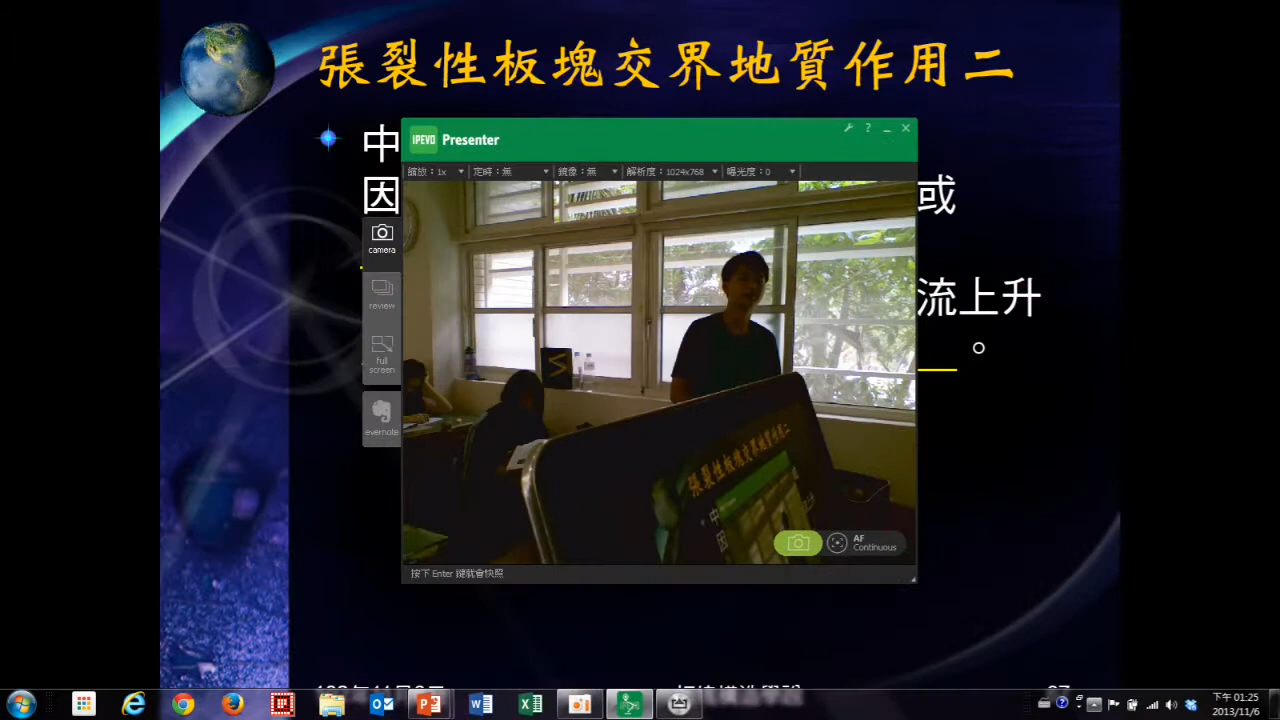 張裂性板塊交界地質作用二
中
因
或
流上升
。
IPEVO Presenter
縮放：1x 定時：無 鏡像：無 解析度：1024x768 曝光度：0
camera
review
Full screen
evernote
張裂性板塊交界地質作用二
中
因
AF
Continuous
按下 Enter 鍵就會快照
下午 01:25
2013/11/6